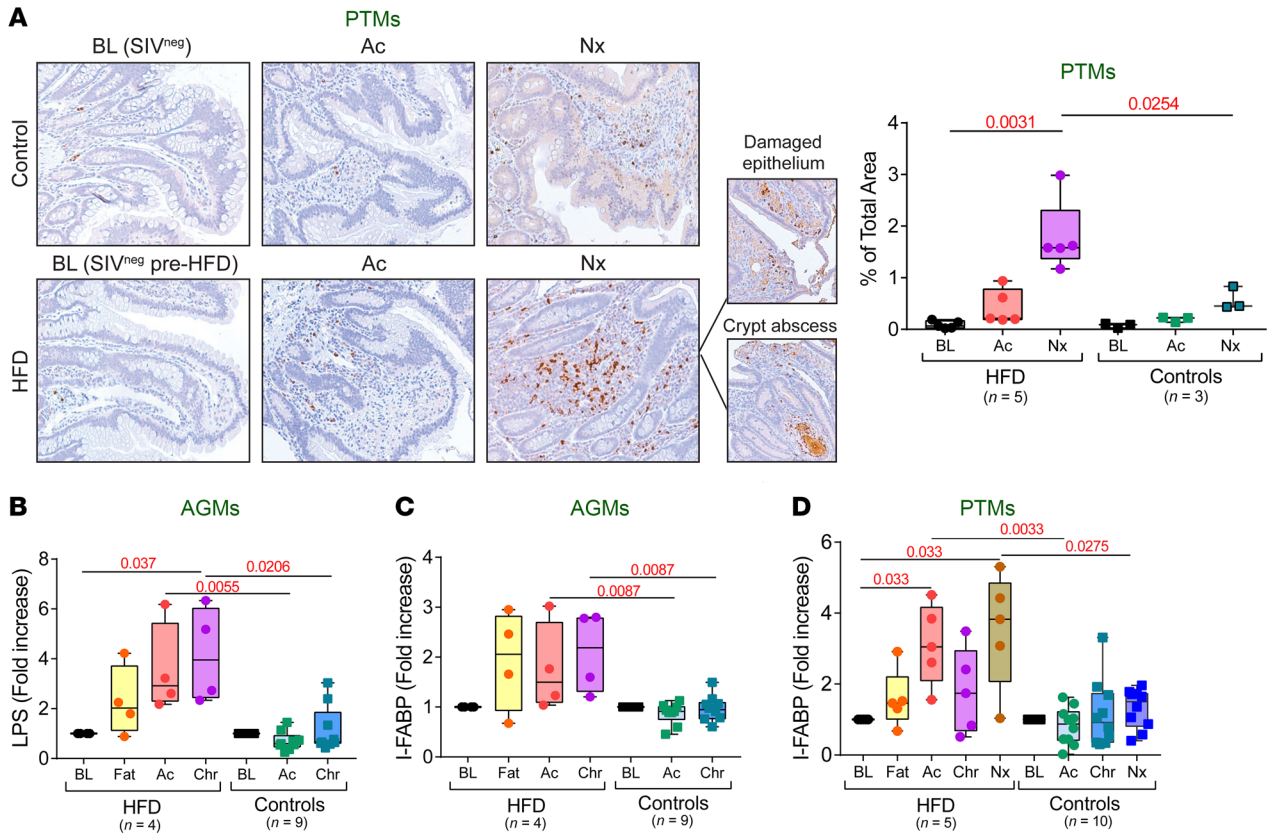 A
PTMs
BL (SIVneg)
Ac
Nx
Control
BL (SIVneg pre-HFD)
Ac
Nx
HFD
Damaged
epithelium
Crypt abscess
PTMs
0.0031
0.0254
% of Total Area
4
3
2
1
0
BL
Ac
Nx
BL
Ac
Nx
HFD
(n = 5)
Controls
(n = 3)
B
AGMs
LPS (Fold increase)
8
6
4
2
0
0.037
0.0206
0.0055
BL
Fat
Ac
Chr
BL
Ac
Chr
HFD
(n = 4)
Controls
(n = 9)
C
AGMs
I-FABP (Fold increase)
4
3
2
1
0
0.0087
0.0087
BL
Fat
Ac
Chr
BL
Ac
Chr
HFD
(n = 4)
Controls
(n = 9)
D
PTMs
I-FABP (Fold increase)
6
4
2
0
0.0033
0.033
0.0275
0.033
BL
Fat
Ac
Chr
Nx
BL
Ac
Chr
Nx
HFD
(n = 5)
Controls
(n = 10)